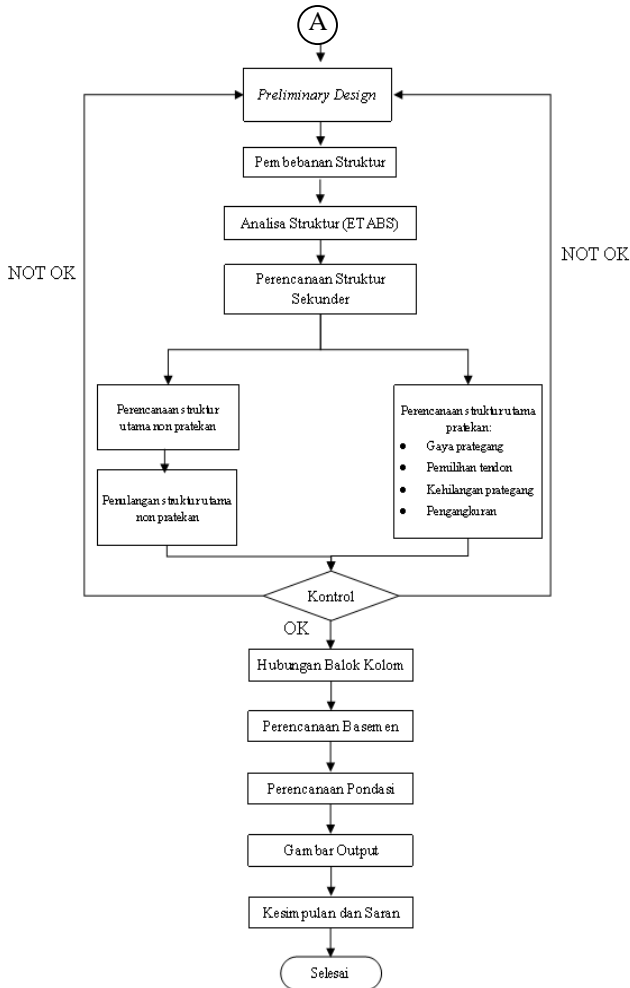 A
Preliminary Design
Pembebanan Struktur
Analisa Struktur (ETABS)
NOT OK
NOT OK
Perencanaan Struktur
Sekunder
Perencanaan struktur
utama non pratekan
Penulangan struktur utama
non pratekan
Perencanaan struktur utama
pratekan:
• Gaya prategang
• Pemilihan tendon
• Kehilangan prategang
• Pengangkuran
Kontrol
OK
Hubungan Balok Kolom
Perencanaan Basemen
Perencanaan Pondasi
Gambar Output
Kesimpulan dan Saran
Selesai